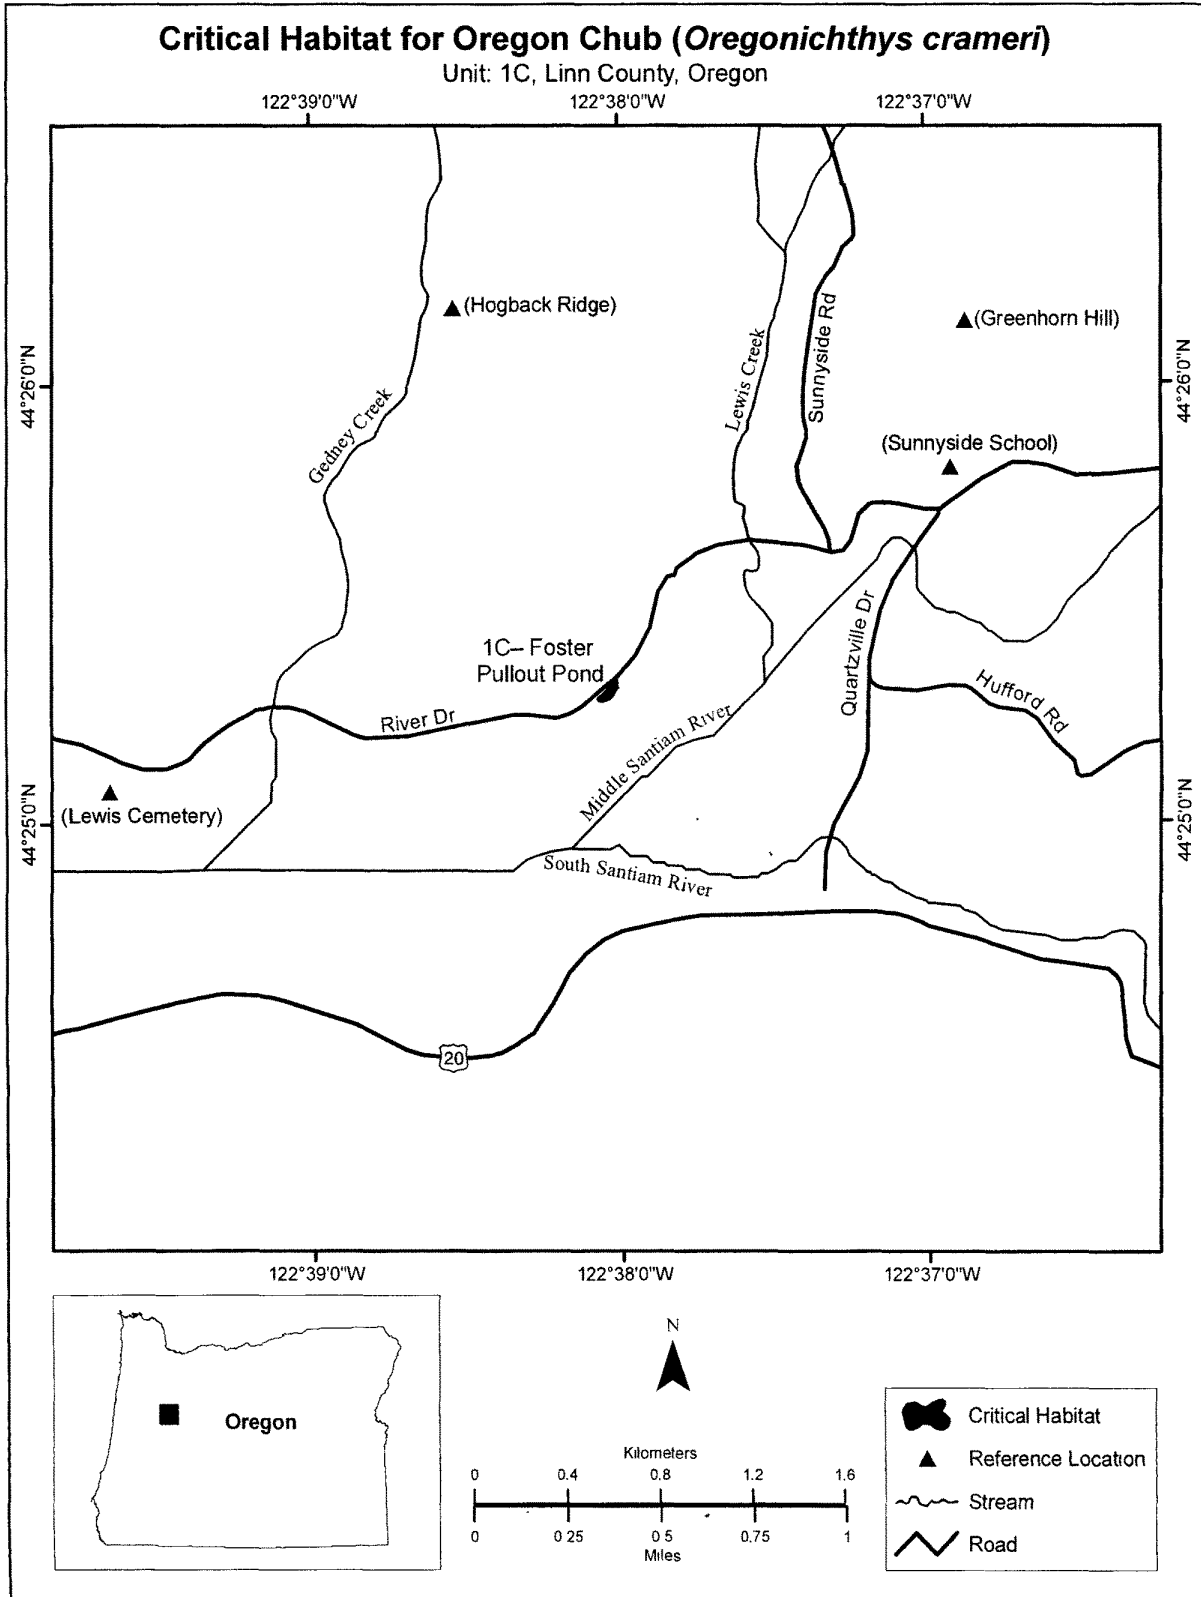 Critical Habitat for Oregon Chub (Oregonichthys crameri)
Unit: 1C, Linn County, Oregon
122°39'0"W 122°38'0"W 122°37'0"W
44°26'0"N
44°26'0"N
(Hogback Ridge)
(Greenhorn Hill)
Sunnyside Rd
Lewis Creek
Gedney Creek
(Sunnyside School)
1C– Foster
Pullout Pond
Quartzville Dr
Hufford Rd
River Dr
Middle Santiam River
(Lewis Cemetery)
44°25'0"N
44°25'0"N
South Santiam River
20
122°39'0"W 122°38'0"W 122°37'0"W
Oregon
N
Kilometers
0 0.4 0.8 1.2 1.6
0 0 25 0 5 0.75 1
Miles
Critical Habitat
Reference Location
Stream
Road